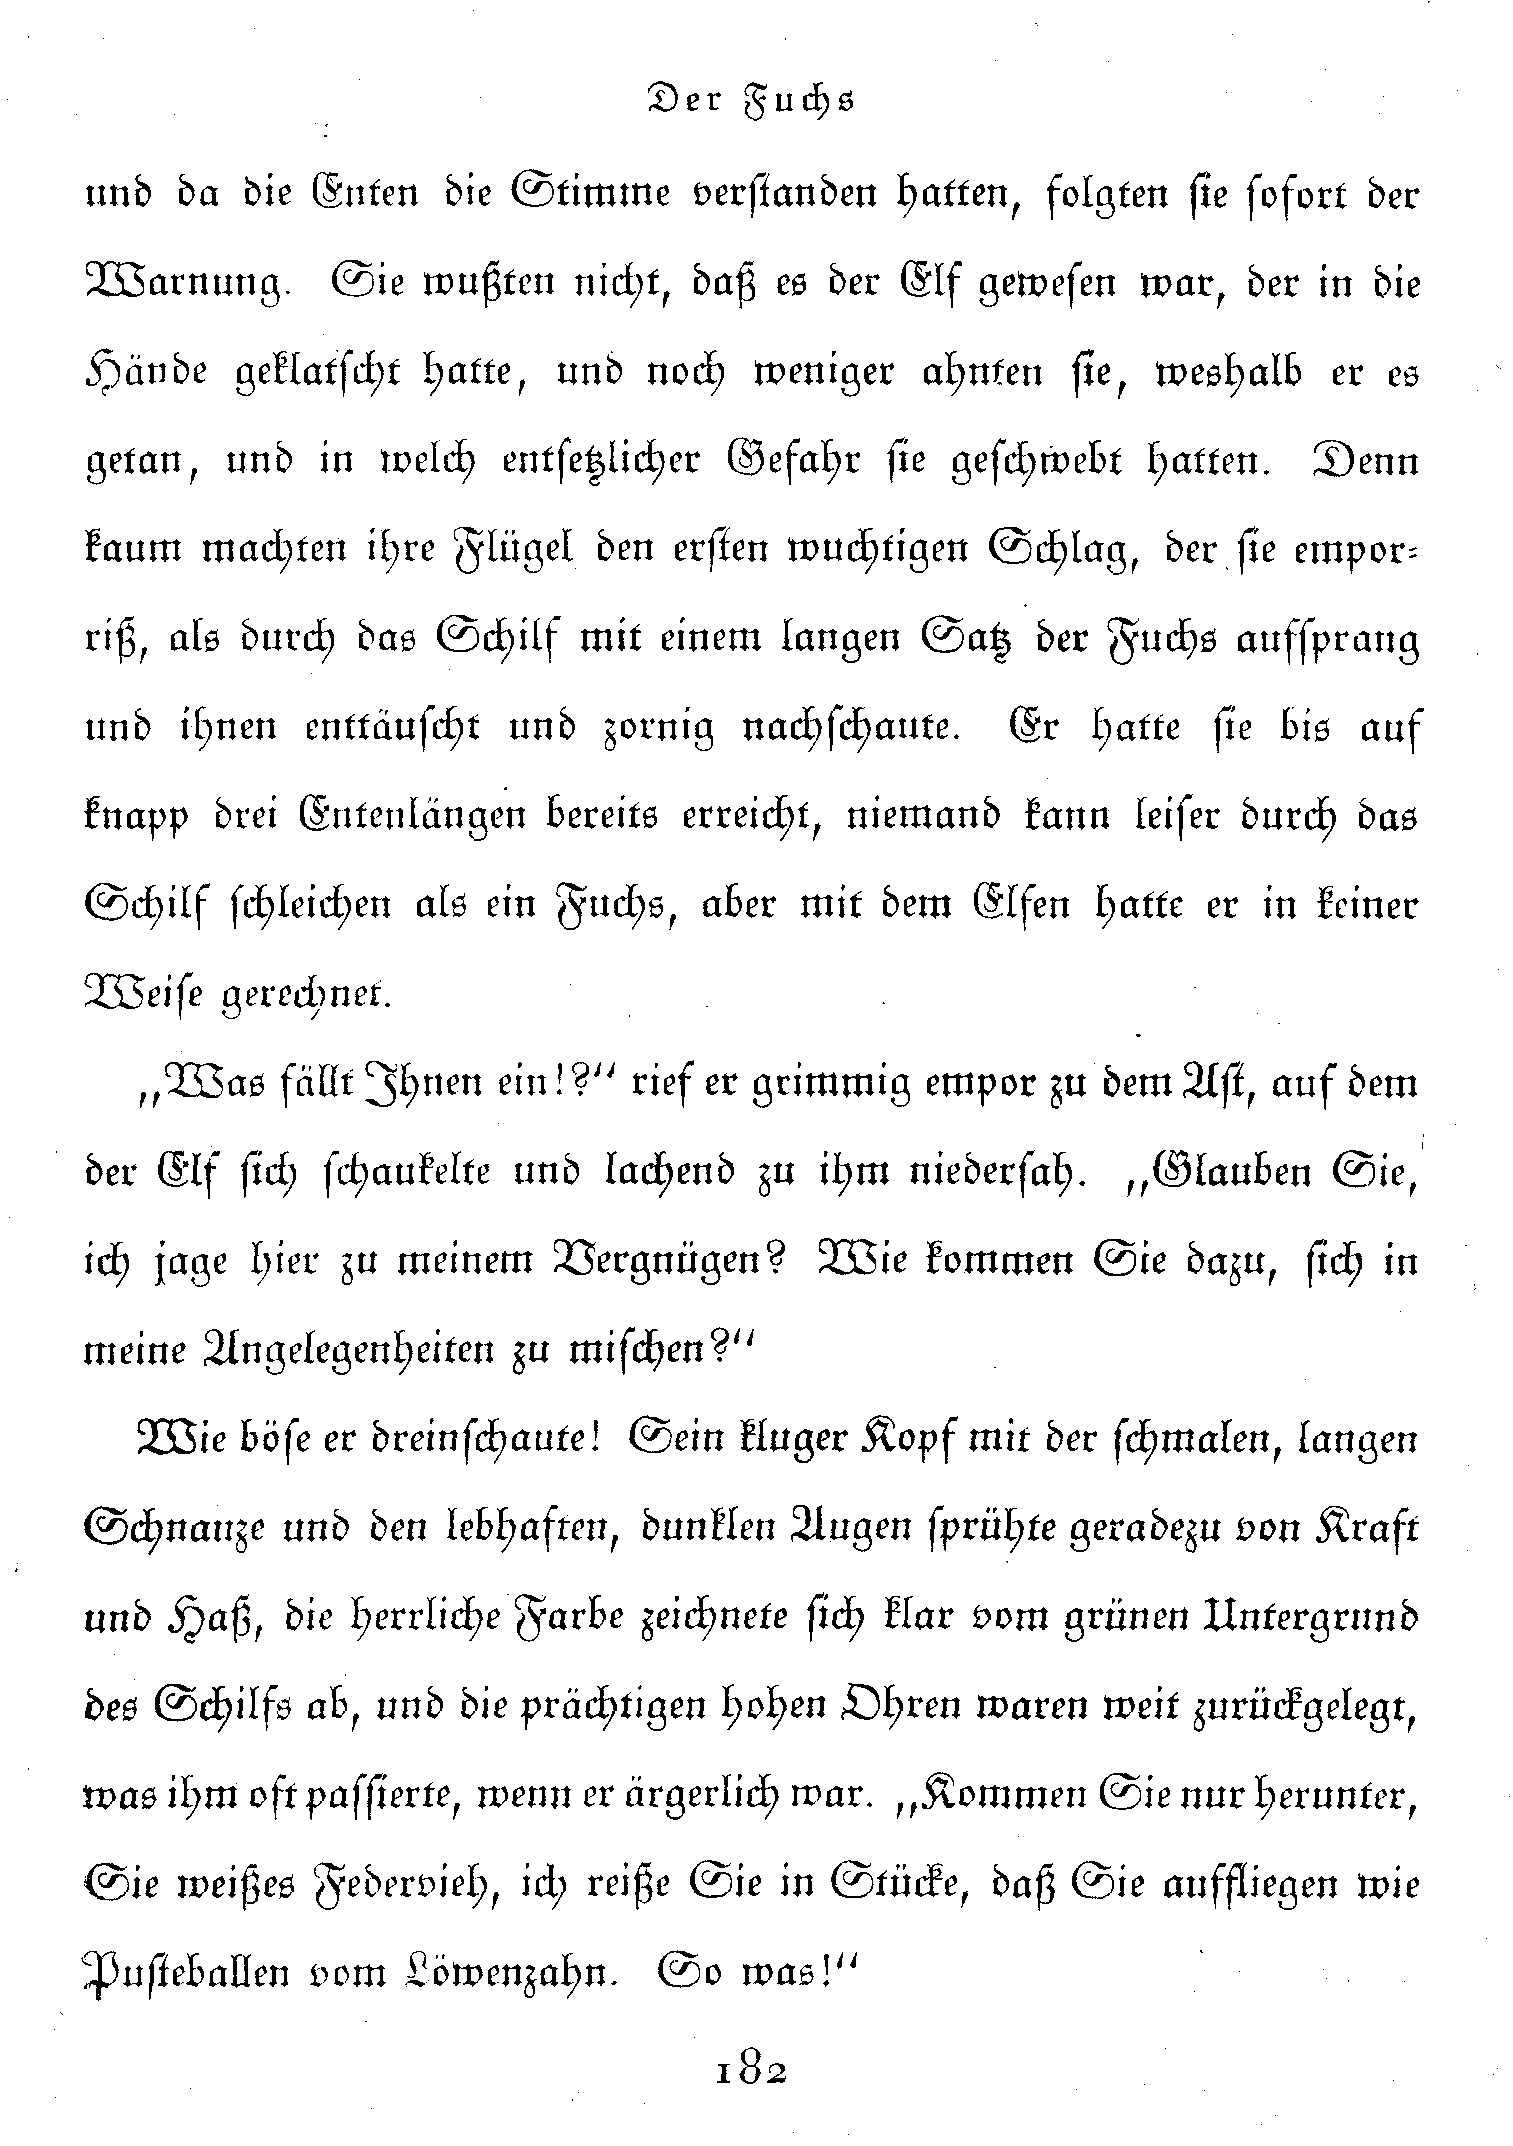 Der Fuchs
und da die Enten die Stimme verstanden hatten, folgten sie sofort der
Warnung. Sie wußten nicht, daß es der Elf gewesen war, der in die
Hände geklatscht hatte, und noch weniger ahnten sie, weshalb er es
getan, und in welch entsetzlicher Gefahr sie geschwebt hatten. Denn
kaum machten ihre Flügel den ersten wuchtigen Schlag, der sie empor-
riß, als durch das Schilf mit einem langen Satz der Fuchs aufsprang
und ihnen enttäuscht und zornig nachschaute. Er hatte sie bis auf
knapp drei Entenlängen bereits erreicht, niemand kann leiser durch das
Schilf schleichen als ein Fuchs, aber mit dem Elfen hatte er in keiner
Weise gerechnet.
„Was fällt Ihnen ein!?“ rief er grimmig empor zu dem Ast, auf dem
der Elf sich schaukelte und lachend zu ihm niedersah. „Glauben Sie,
ich jage hier zu meinem Vergnügen? Wie kommen Sie dazu, sich in
meine Angelegenheiten zu mischen?“
Wie böse er dreinschaute! Sein kluger Kopf mit der schmalen, langen
Schnauze und den lebhaften, dunklen Augen sprühte geradezu von Kraft
und Haß, die herrliche Farbe zeichnete sich klar vom grünen Untergrund
des Schilfs ab, und die prächtigen hohen Ohren waren weit zurückgelegt,
was ihm oft passierte, wenn er ärgerlich war. „Kommen Sie nur herunter,
Sie weißes Federvieh, ich reiße Sie in Stücke, daß Sie auffliegen wie
Pusteballen vom Löwenzahn. So was!“
182